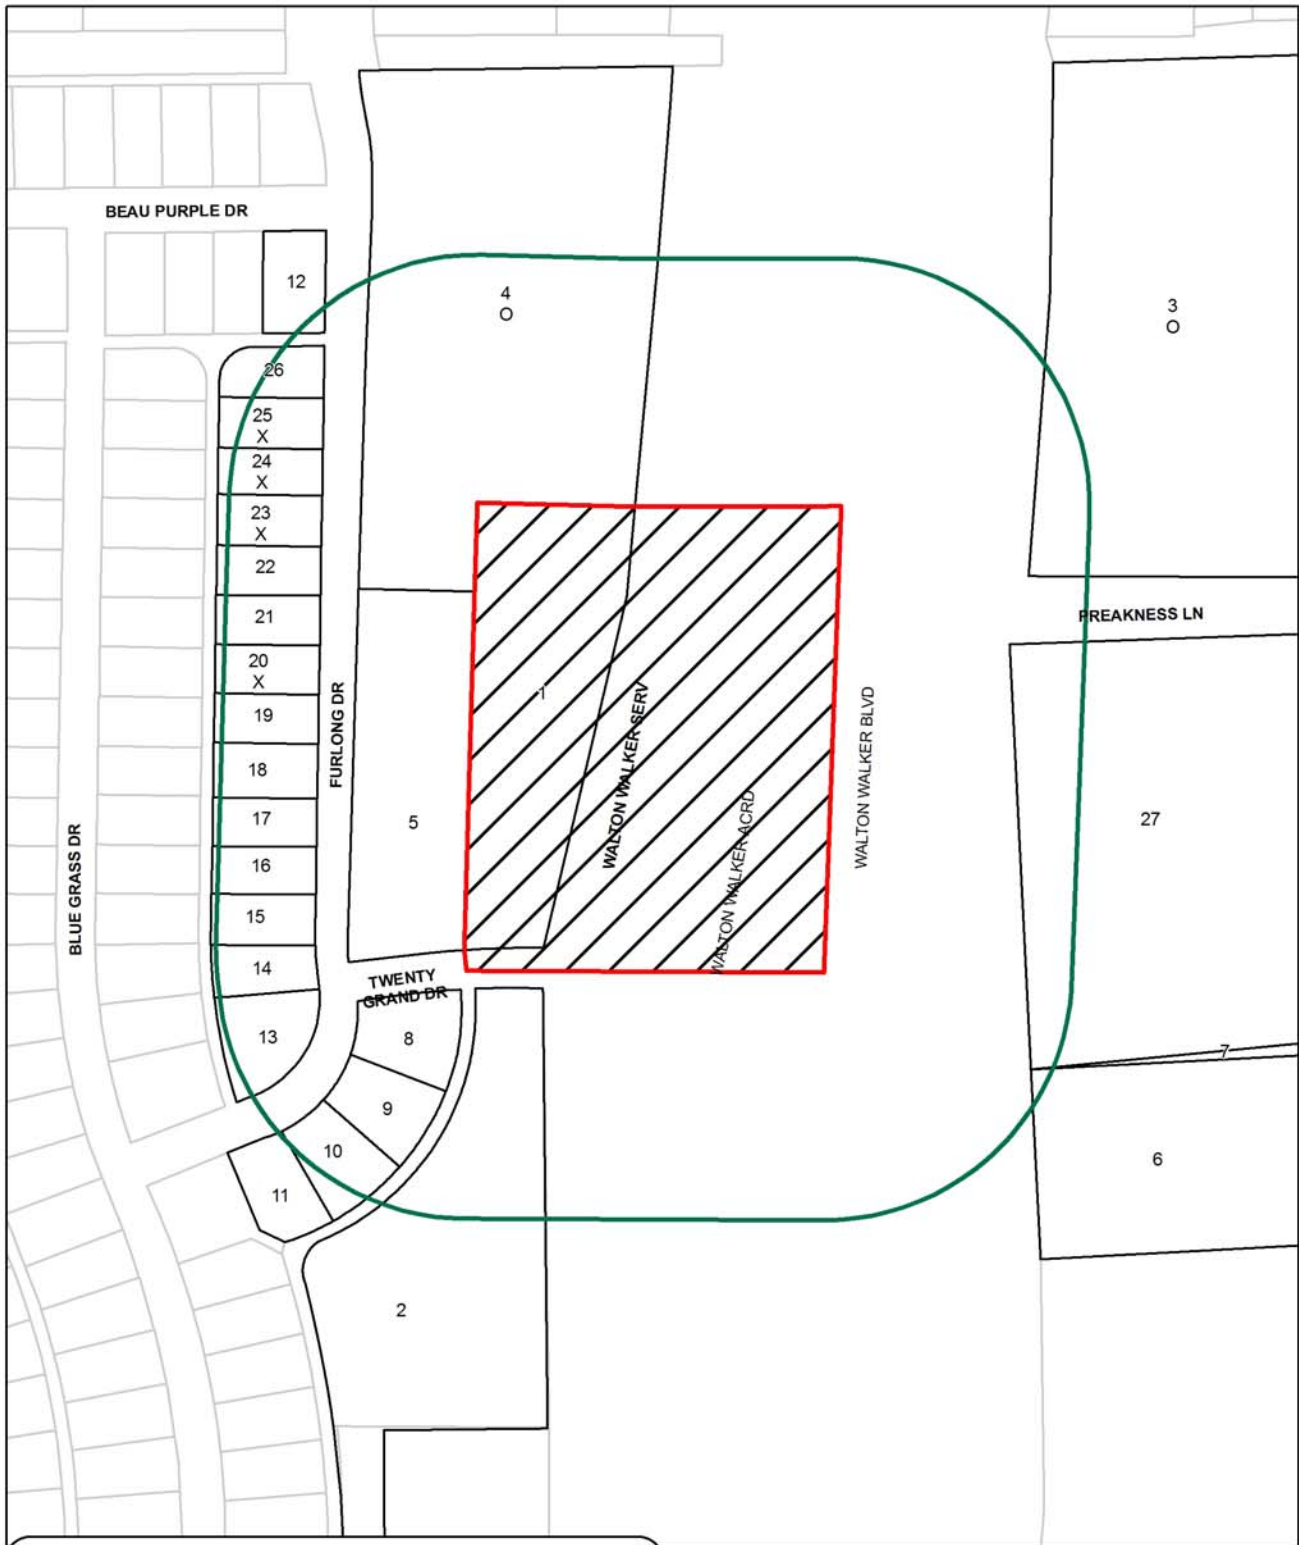 BEAU PURPLE DR
12
4
O
3
O
26
25
X
24
X
23
X
22
PREAKNESS LN
21
20
X
1
19
FURLONG DR
WALTON WALKER SERV
WALTON WALKER BLVD
18
17
5
27
WALTON WALKER ACRD
16
BLUE GRASS DR
15
14
TWENTY
GRAND DR
13
8
7
9
10
6
11
2